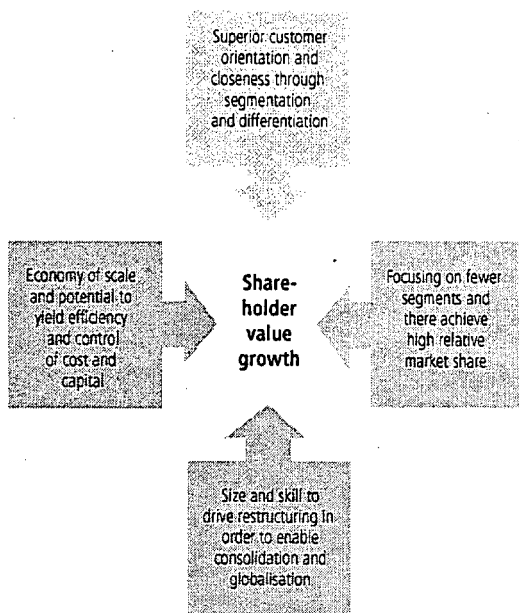 Superior customer
orientation and
closeness through
segmentation
and differentiation
Economy of scale
and potential to
yield efficiency
and control
of cost and
capital
Share-
holder
value
growth
Focusing on fewer
segments and
there achieve
high relative
market share
Size and skill to
drive restructuring in
order to enable
consolidation and
globalisation